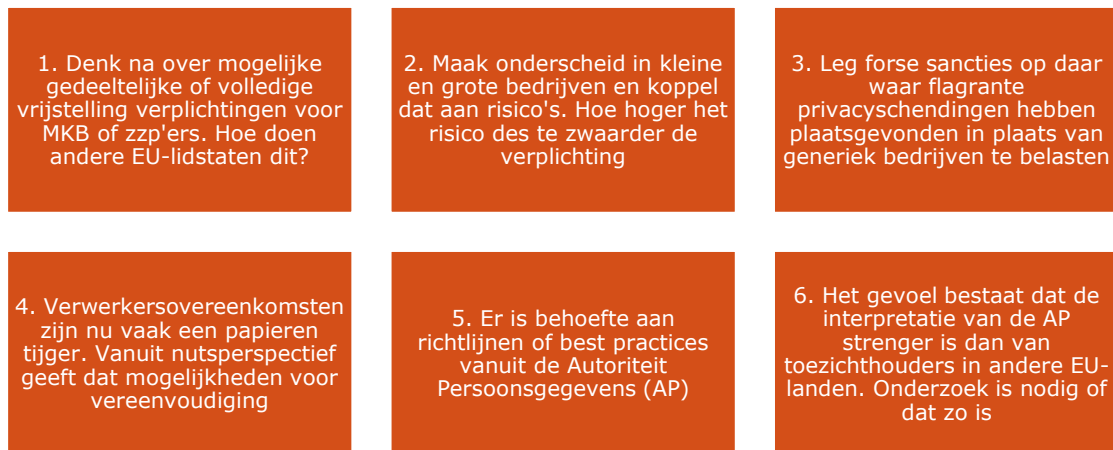 1. Denk na over mogelijke
gedeeltelijke of volledige
vrijstelling verplichtingen voor
MKB of zzp'ers. Hoe doen
andere EU-lidstaten dit?
2. Maak onderscheid in kleine
en grote bedrijven en koppel
dat aan risico's. Hoe hoger het
risico des te zwaarder de
verplichting
3. Leg forse sancties op daar
waar flagrante
privacyschendingen hebben
plaatsgevonden in plaats van
generiek bedrijven te belasten
4. Verwerkersovereenkomsten
zijn nu vaak een papieren
tijger. Vanuit nutsperspectief
geeft dat mogelijkheden voor
vereenvoudiging
5. Er is behoefte aan
richtlijnen of best practices
vanuit de Autoriteit
Persoonsgegevens (AP)
6. Het gevoel bestaat dat de
interpretatie van de AP
strenger is dan van
toezichthouders in andere EU-
landen. Onderzoek is nodig of
dat zo is